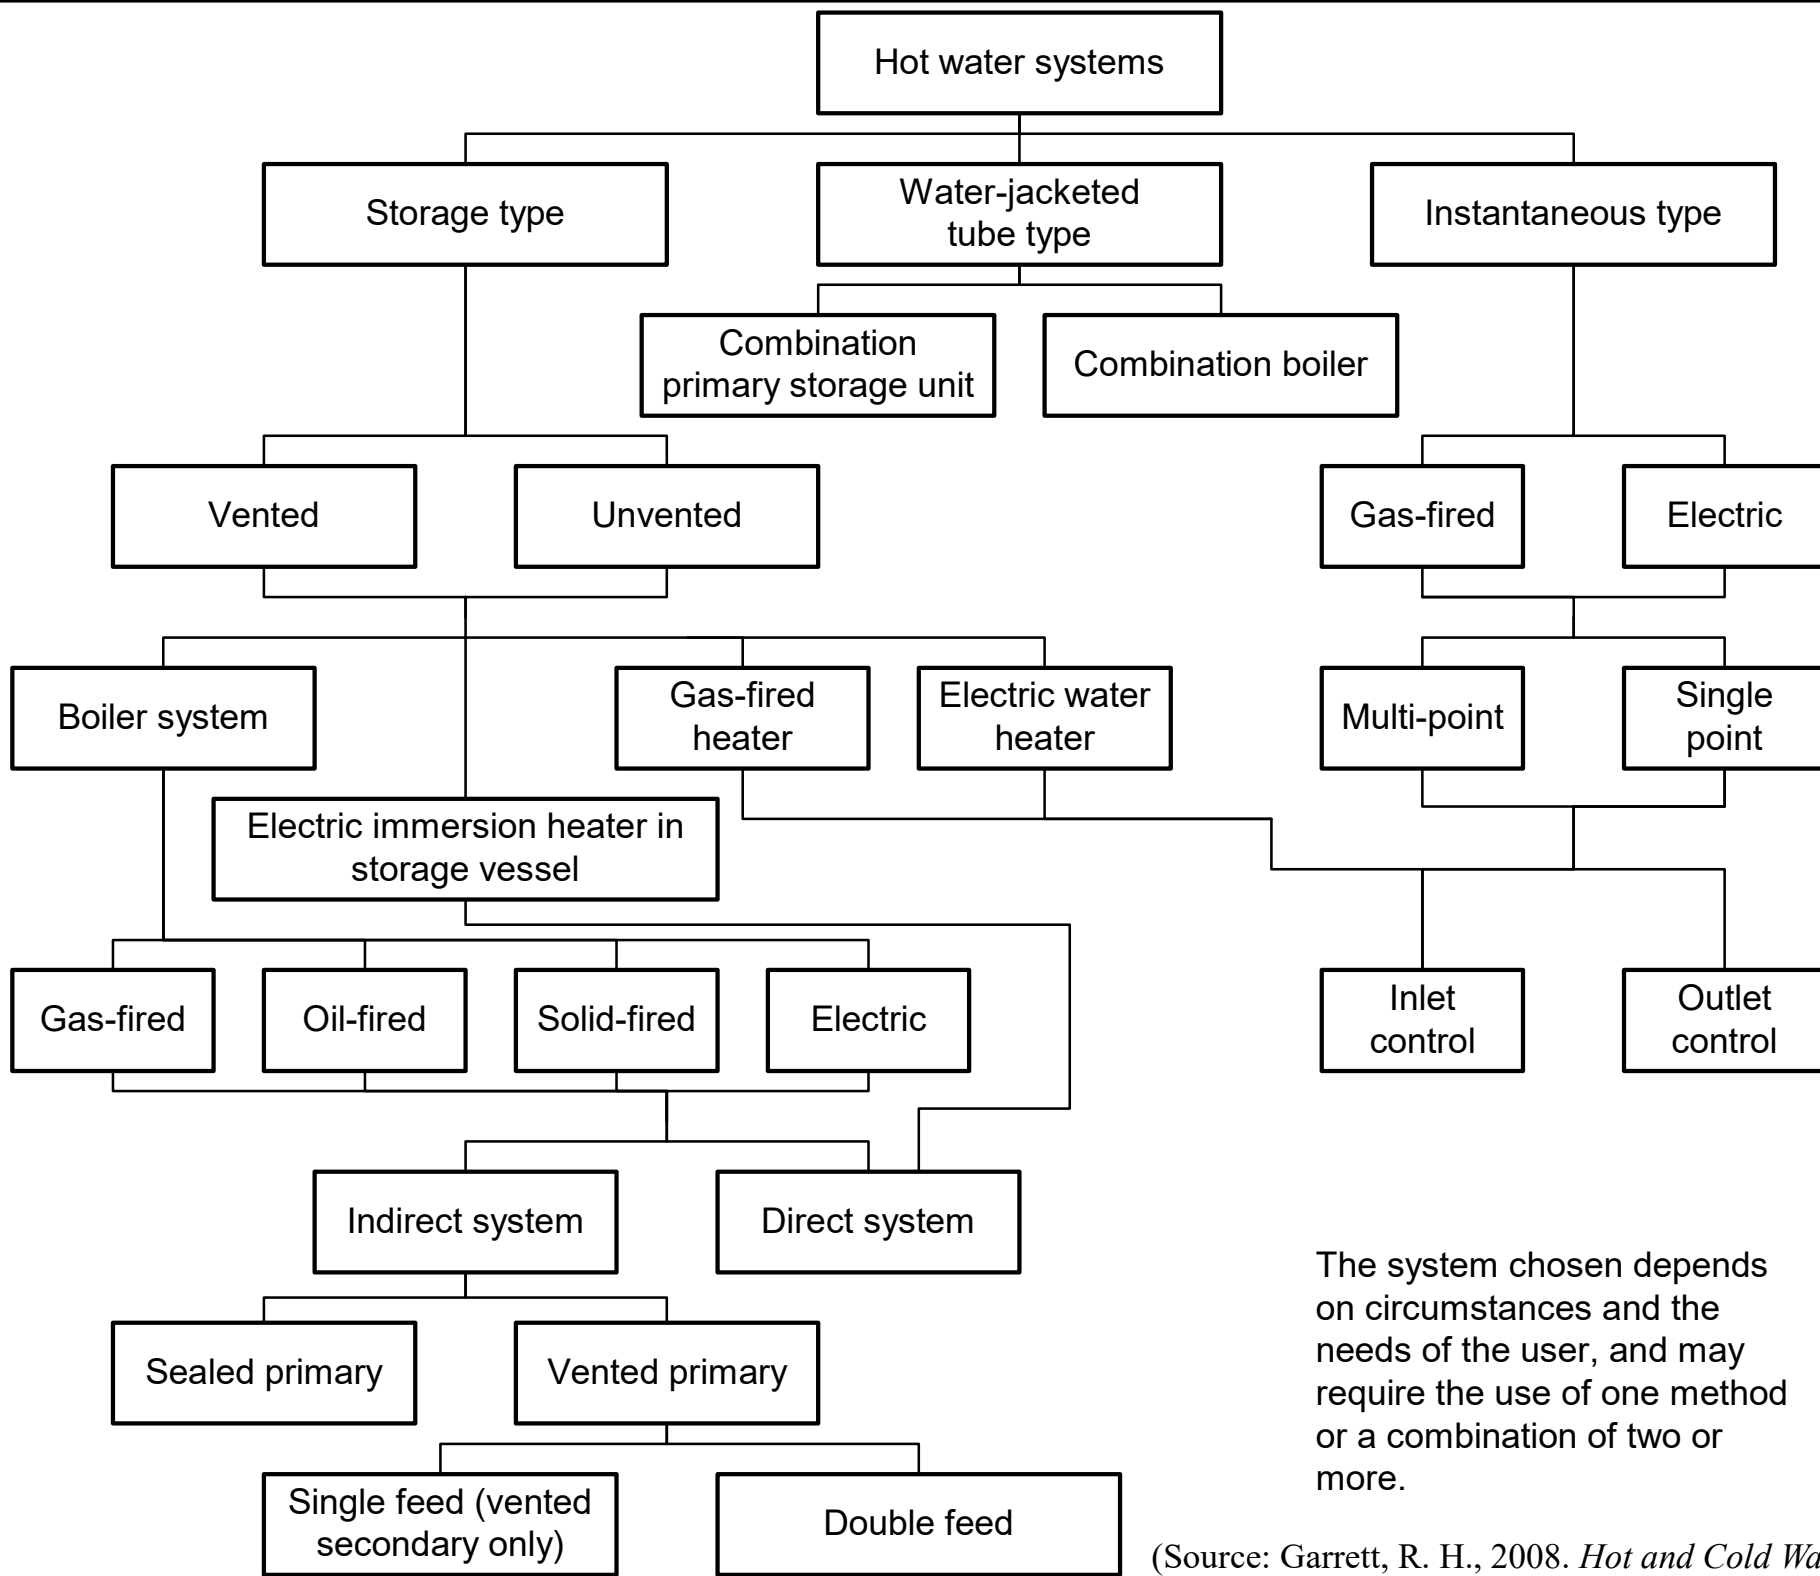 Hot water systems
Storage type
Water-jacketed
tube type
Instantaneous type
Combination
primary storage unit
Combination boiler
Vented
Unvented
Gas-fired
Electric
Boiler system
Gas-fired
heater
Electric water
heater
Multi-point
Single
point
Electric immersion heater in
storage vessel
Gas-fired
Oil-fired
Solid-fired
Electric
Inlet
control
Outlet
control
Indirect system
Direct system
The system chosen depends
on circumstances and the
needs of the user, and may
require the use of one method
or a combination of two or
more.
Sealed primary
Vented primary
Single feed (vented
secondary only)
Double feed
(Source: Garrett, R. H., 2008. Hot and Cold